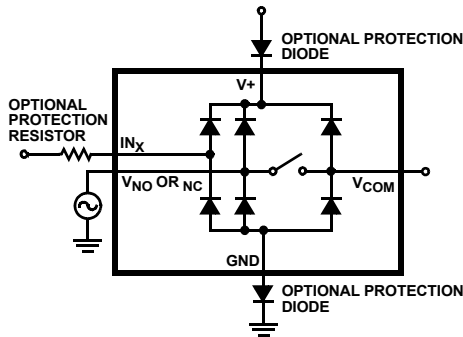 OPTIONAL PROTECTION
DIODE
V+
OPTIONAL
PROTECTION
RESISTOR
INX
VNO OR NC
VCOM
GND
OPTIONAL PROTECTION
DIODE